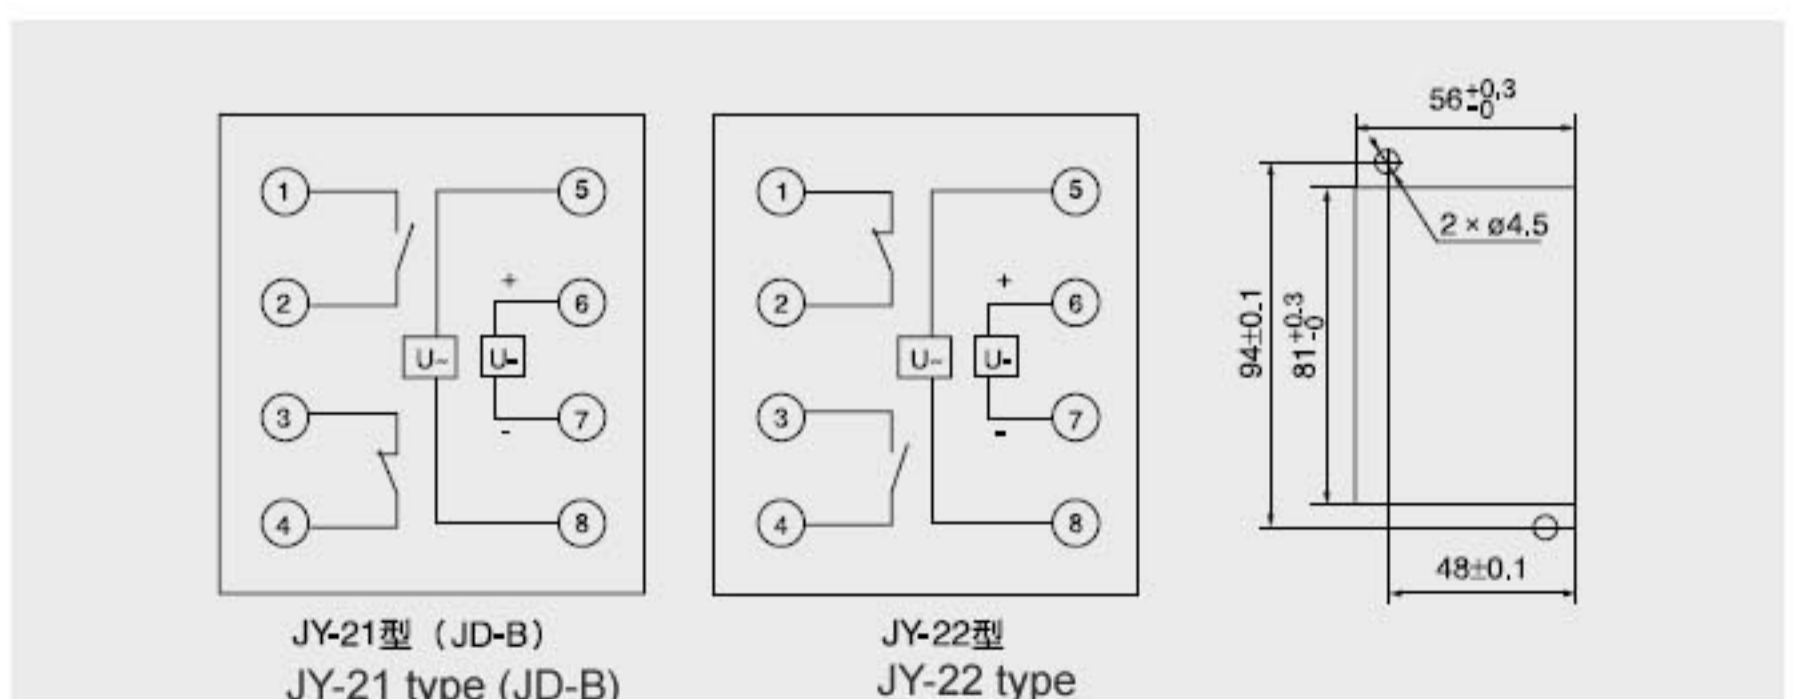 1
5
2
+
6
U~
U-
3
7
-
4
8
JY-21型（JD-B）
JY-21 type (JD-B)
1
5
2
+
6
U~
U-
3
7
-
4
8
JY-22型
JY-22 type
56+0.3-0
2×ø4.5
94±0.1
81+0.3-0
48±0.1